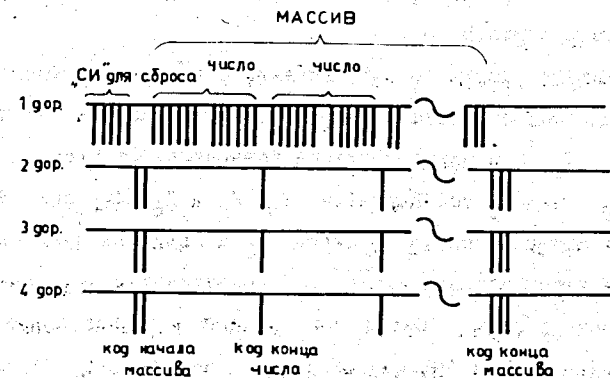 МАССИВ
„СИ" для сброса
число
число
1 дор.
2 дор.
3 дор.
4 дор.
код начала
массива
код конца
числа
код конца
массива